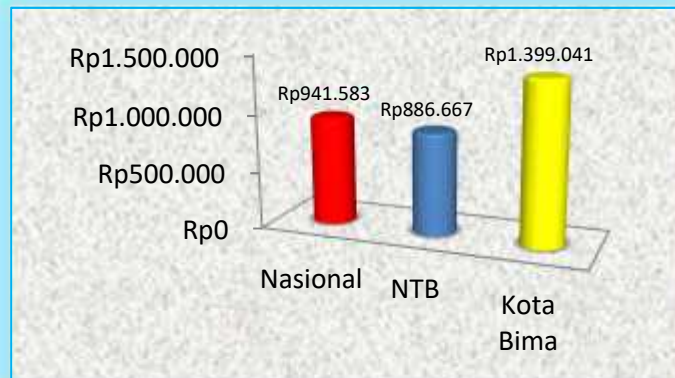 Rp1.500.000
Rp1.000.000
Rp500.000
Rp0
Rp941.583
Rp886.667
Rp1.399.041
Nasional
NTB
Kota
Bima